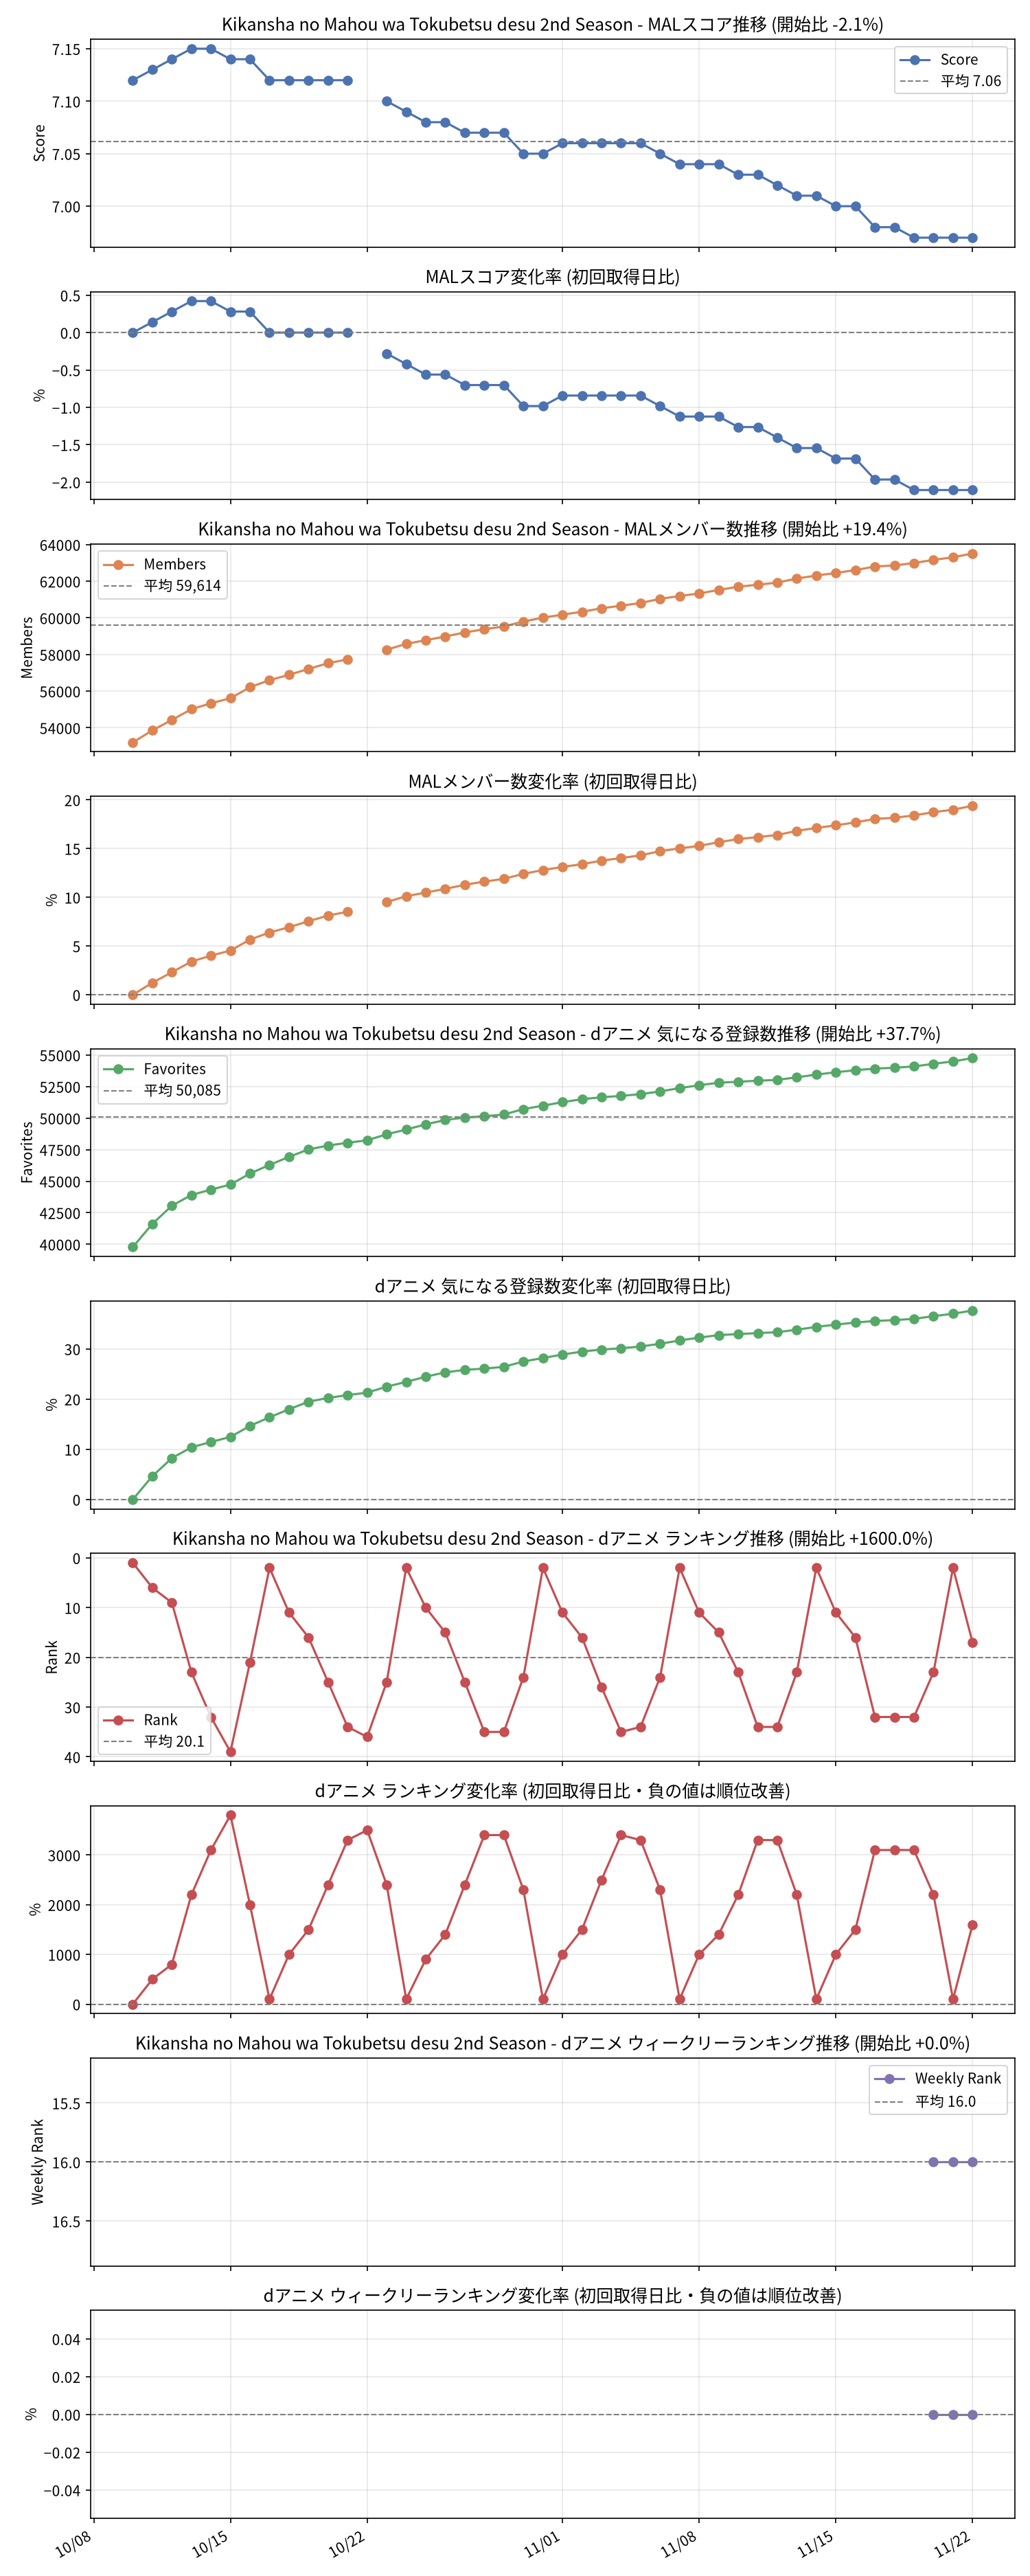 Kikansha no Mahou wa Tokubetsu desu 2nd Season - MALスコア推移 (開始比 -2.1%)
7.15
7.10
7.05
7.00
Score
Score
平均 7.06
MALスコア変化率 (初回取得日比)
0.5
0.0
−0.5
−1.0
−1.5
−2.0
%
Kikansha no Mahou wa Tokubetsu desu 2nd Season - MALメンバー数推移 (開始比 +19.4%)
64000
62000
60000
58000
56000
54000
Members
Members
平均 59,614
MALメンバー数変化率 (初回取得日比)
20
15
10
5
0
%
Kikansha no Mahou wa Tokubetsu desu 2nd Season - dアニメ 気になる登録数推移 (開始比 +37.7%)
55000
52500
50000
47500
45000
42500
40000
Favorites
Favorites
平均 50,085
dアニメ 気になる登録数変化率 (初回取得日比)
30
20
10
0
%
Kikansha no Mahou wa Tokubetsu desu 2nd Season - dアニメ ランキング推移 (開始比 +1600.0%)
0
10
20
30
40
Rank
Rank
平均 20.1
dアニメ ランキング変化率 (初回取得日比・負の値は順位改善)
3000
2000
1000
0
%
Kikansha no Mahou wa Tokubetsu desu 2nd Season - dアニメ ウィークリーランキング推移 (開始比 +0.0%)
15.5
16.0
16.5
Weekly Rank
Weekly Rank
平均 16.0
dアニメ ウィークリーランキング変化率 (初回取得日比・負の値は順位改善)
0.04
0.02
0.00
−0.02
−0.04
%
10/08
10/15
10/22
11/01
11/08
11/15
11/22